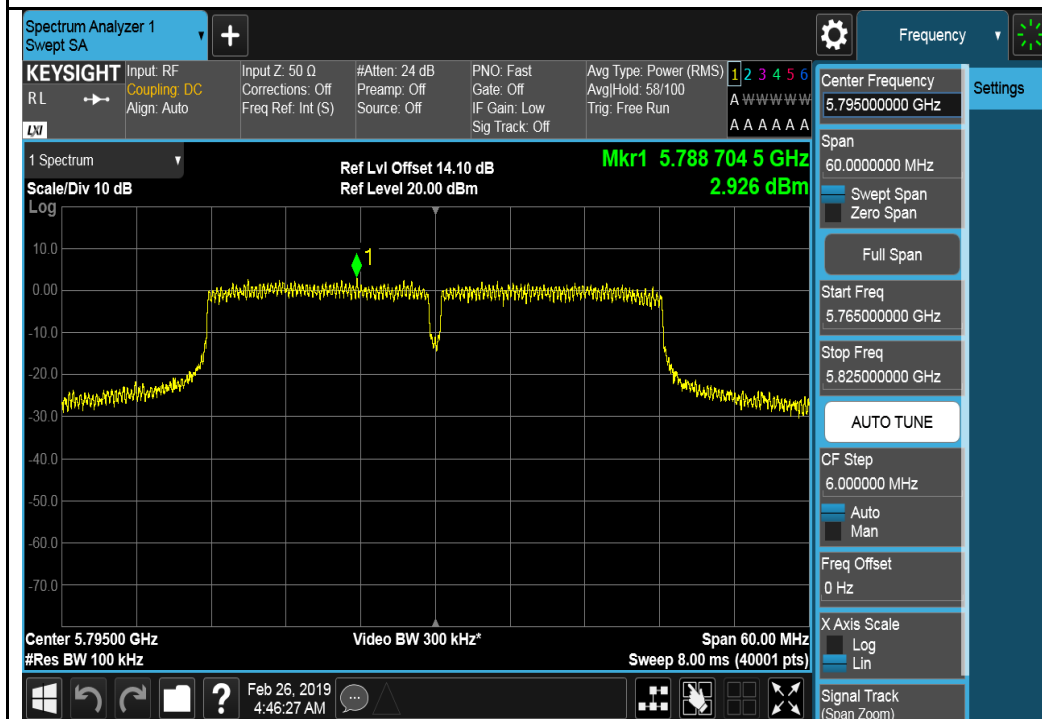 Spectrum Analyzer 1
Swept SA
+
Frequency
KEYSIGHT
RL
LXI
Input: RF
Coupling: DC
Align: Auto
Input Z: 50 Ω
Corrections: Off
Freq Ref: Int (S)
#Atten: 24 dB
Preamp: Off
Source: Off
PNO: Fast
Gate: Off
IF Gain: Low
Sig Track: Off
Avg Type: Power (RMS)
Avg|Hold: 58/100
Trig: Free Run
1 2 3 4 5 6
A W W W W W
A A A A A A
1 Spectrum
Scale/Div 10 dB
Log
Ref Lvl Offset 14.10 dB
Ref Level 20.00 dBm
Mkr1 5.788 704 5 GHz
2.926 dBm
1
10.0
0.00
-10.0
-20.0
-30.0
-40.0
-50.0
-60.0
-70.0
Center 5.79500 GHz
#Res BW 100 kHz
Video BW 300 kHz*
Span 60.00 MHz
Sweep 8.00 ms (40001 pts)
Center Frequency
5.795000000 GHz
Settings
Span
60.0000000 MHz
Swept Span
Zero Span
Full Span
Start Freq
5.765000000 GHz
Stop Freq
5.825000000 GHz
AUTO TUNE
CF Step
6.000000 MHz
Auto
Man
Freq Offset
0 Hz
X Axis Scale
Log
Lin
Signal Track
(Span Zoom)
?
Feb 26, 2019
4:46:27 AM